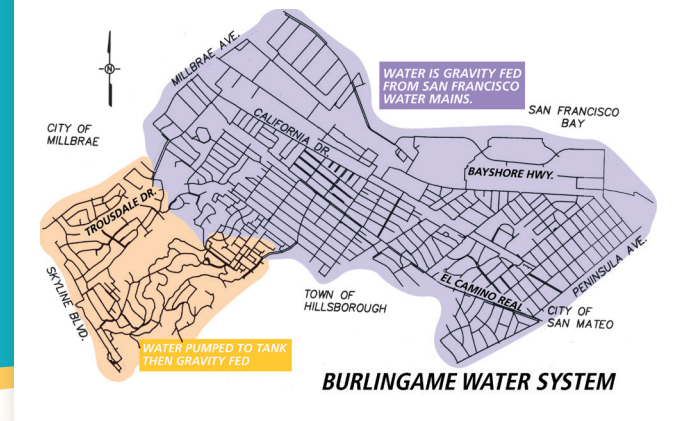 MILLBRAE AVE.
WATER IS GRAVITY FED
FROM SAN FRANCISCO
WATER MAINS.
N
SAN FRANCISCO
BAY
CITY OF
MILLBRAE
CALIFORNIA DR.
BAYSHORE HWY.
TROUSDALE DR.
PENINSULA AVE.
SKYLINE BLVD.
EL CAMINO REAL
TOWN OF
HILLSBOROUGH
CITY OF
SAN MATEO
WATER PUMPED TO TANK
THEN GRAVITY FED
BURLINGAME WATER SYSTEM